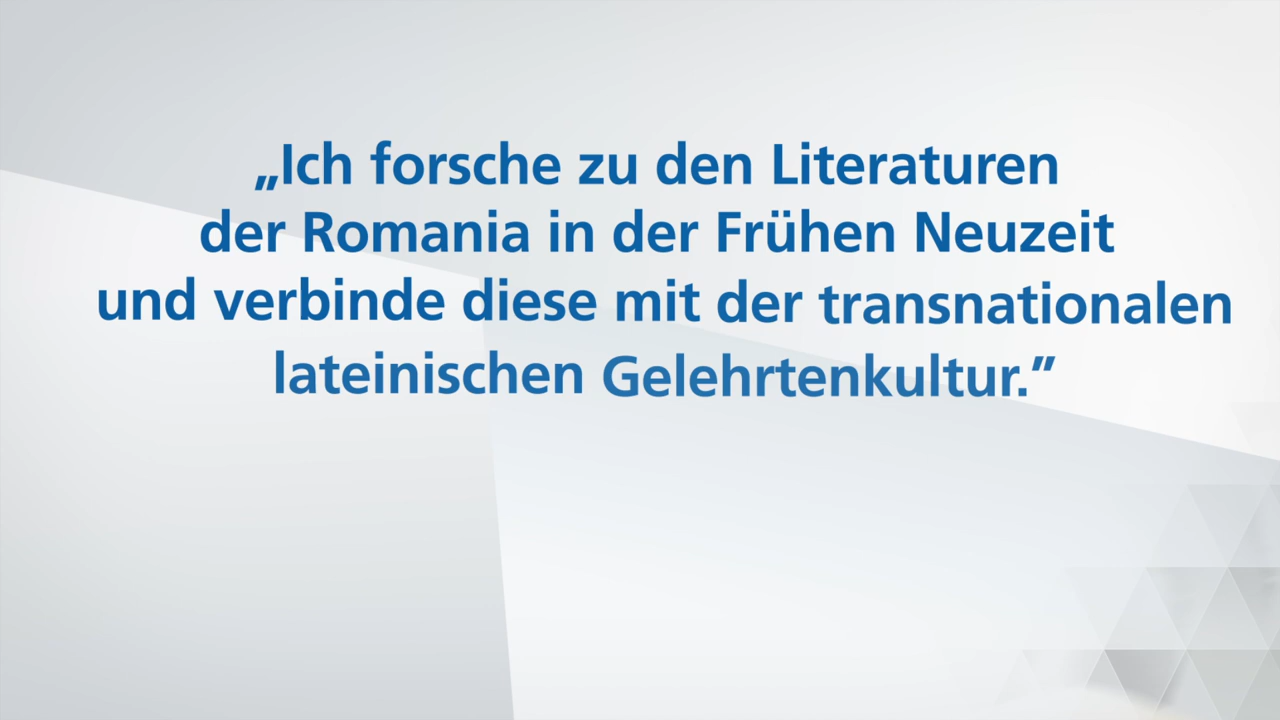 „Ich forsche zu den Literaturen
der Romania in der Frühen Neuzeit
und verbinde diese mit der transnationalen
lateinischen Gelehrtenkultur.”